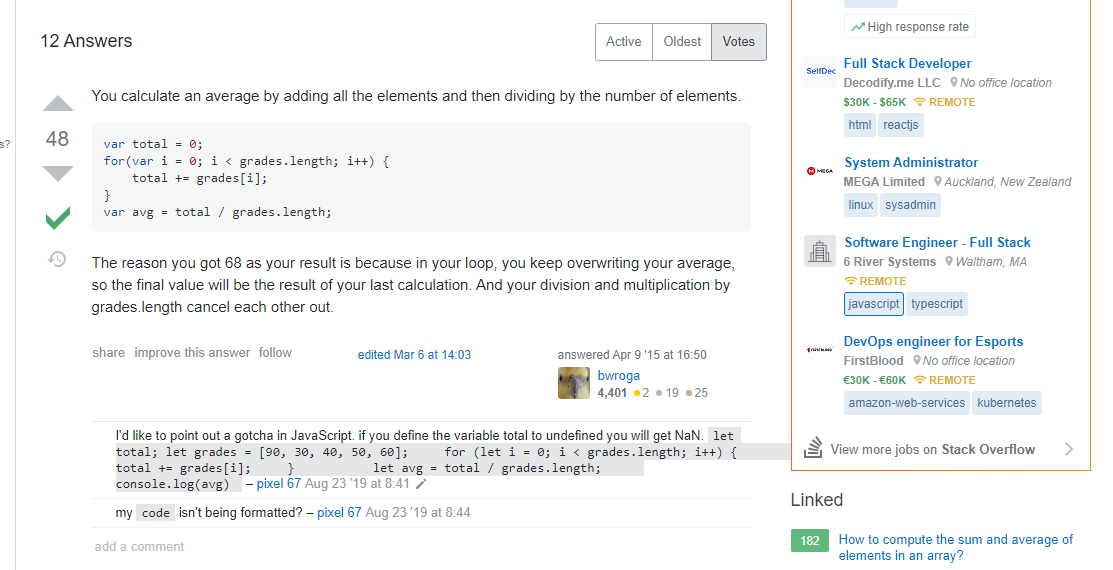 s?
12 Answers
Active Oldest Votes
48
You calculate an average by adding all the elements and then dividing by the number of elements.
var total = 0;
for(var i = 0; i < grades.length; i++) {
    total += grades[i];
}
var avg = total / grades.length;
The reason you got 68 as your result is because in your loop, you keep overwriting your average,
so the final value will be the result of your last calculation. And your division and multiplication by
grades.length cancel each other out.
share improve this answer follow
edited Mar 6 at 14:03
answered Apr 9 '15 at 16:50
bwroga
4,401 2 19 25
I'd like to point out a gotcha in JavaScript. if you define the variable total to undefined you will get NaN. let
total; let grades = [90, 30, 40, 50, 60];     for (let i = 0; i < grades.length; i++) {
total += grades[i];     }          let avg = total / grades.length;
console.log(avg) – pixel 67 Aug 23 '19 at 8:41
my code isn't being formatted? – pixel 67 Aug 23 '19 at 8:44
add a comment
High response rate
SelfDec
Full Stack Developer
Decodify.me LLC No office location
$30K - $65K REMOTE
html reactjs
MEGA
System Administrator
MEGA Limited Auckland, New Zealand
linux sysadmin
Software Engineer - Full Stack
6 River Systems Waltham, MA
REMOTE
javascript typescript
FIRSTBLOOD
DevOps engineer for Esports
FirstBlood No office location
€30K - €60K REMOTE
amazon-web-services kubernetes
View more jobs on Stack Overflow
Linked
182 How to compute the sum and average of
elements in an array?